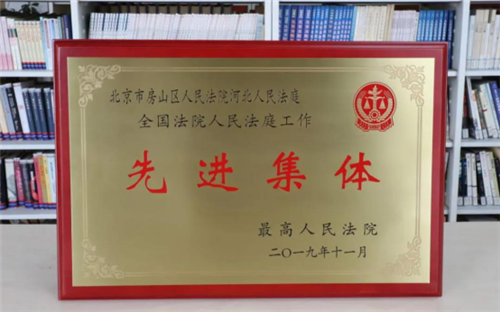 北京市房山区人民法院河北人民法庭
全国法院人民法庭工作
先进集体
最高人民法院
二〇一九年十一月